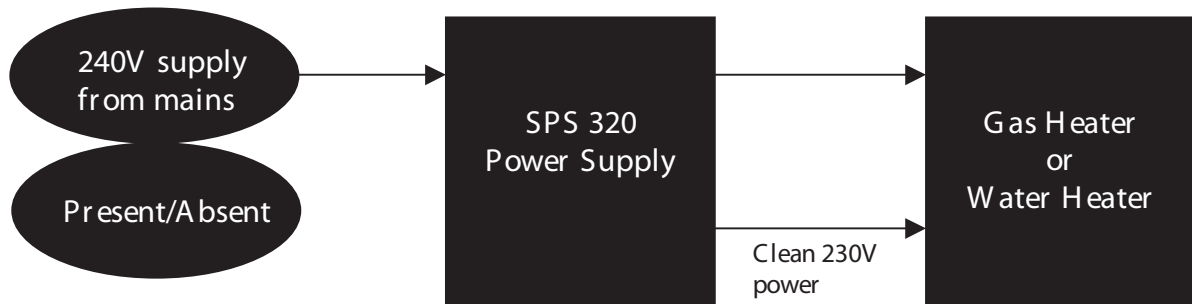 240V supply
from mains
Present/Absent
SPS 320
Power Supply
Clean 230V
power
Gas Heater
or
Water Heater